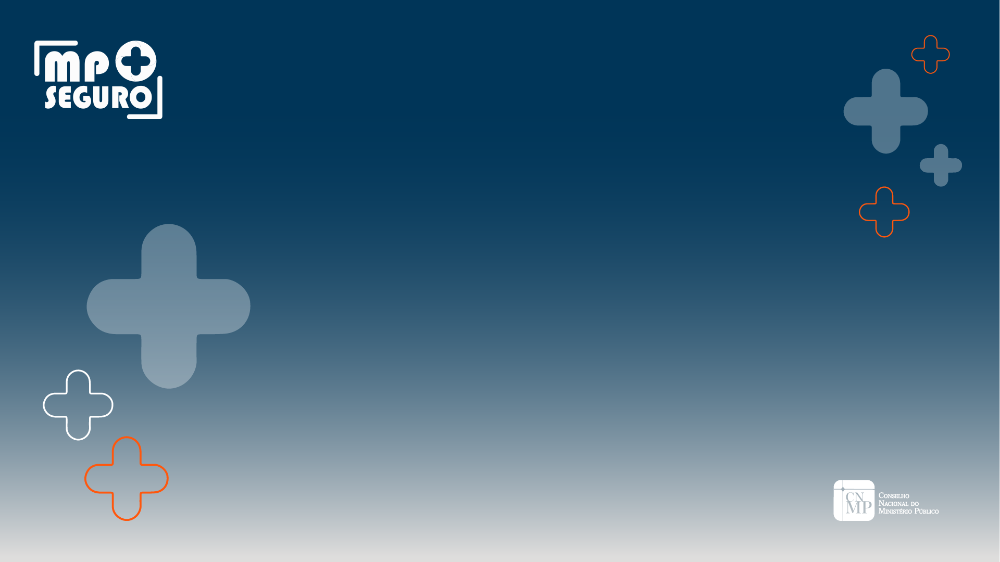 MP
SEGURO
CN
MP
Conselho
Nacional do
Ministério Público